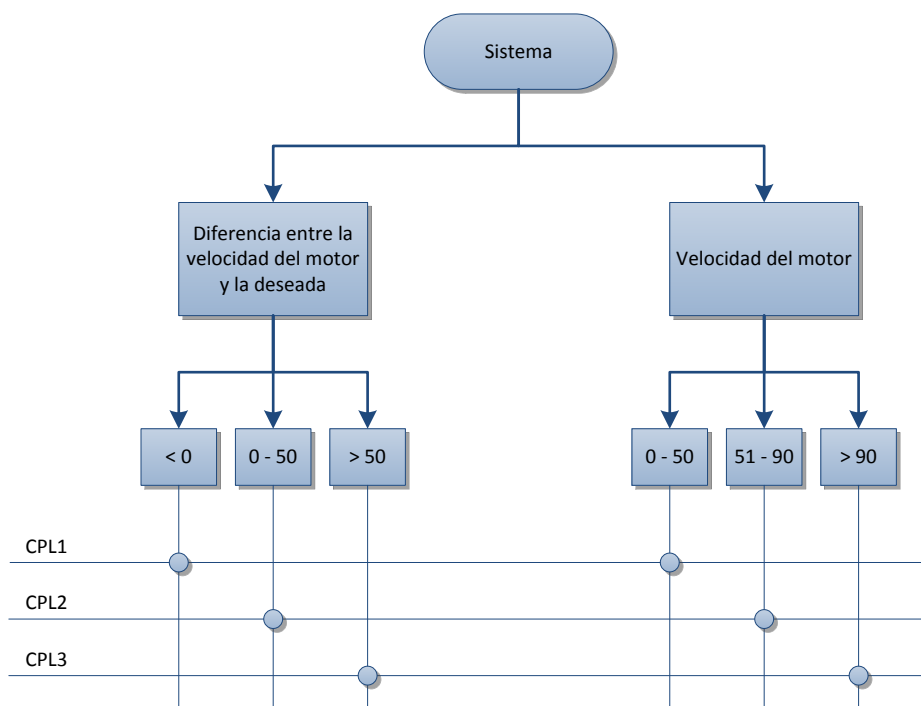 Sistema
Diferencia entre la
velocidad del motor
y la deseada
Velocidad del motor
< 0
0 - 50
> 50
0 - 50
51 - 90
> 90
CPL1
CPL2
CPL3